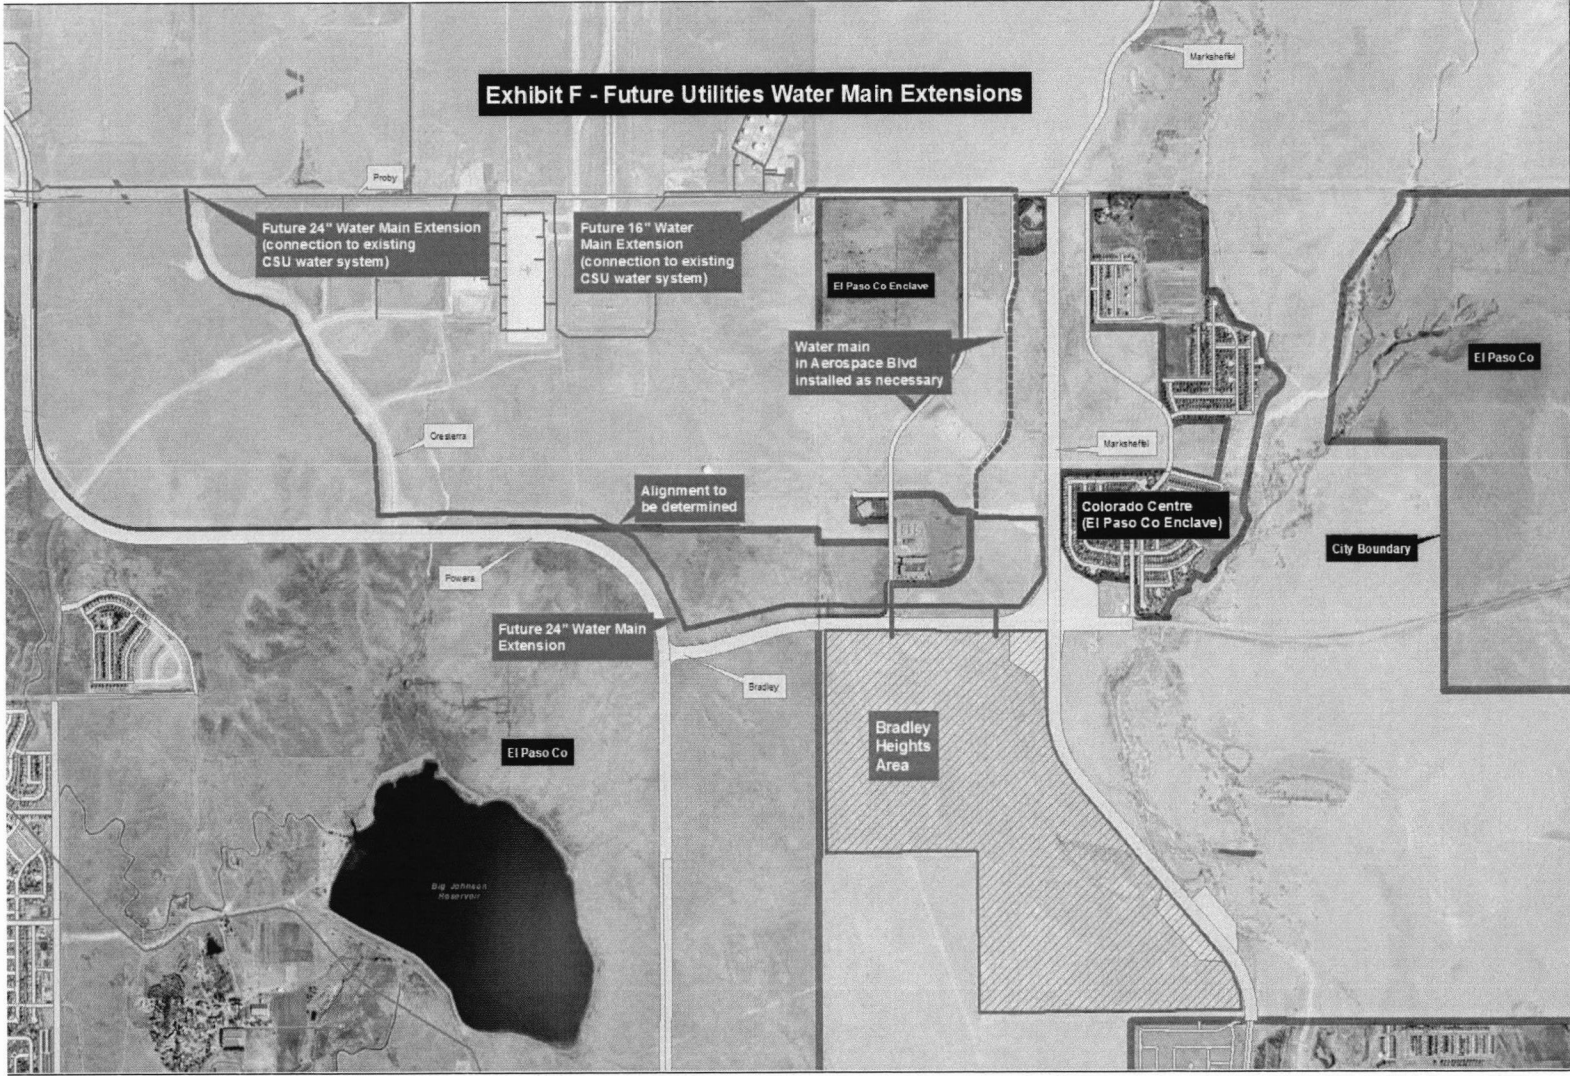 Marksheffel
Exhibit F - Future Utilities Water Main Extensions
Proby
Future 24" Water Main Extension
(connection to existing
CSU water system)
Future 16" Water
Main Extension
(connection to existing
CSU water system)
El Paso Co Enclave
Water main
in Aerospace Blvd
installed as necessary
El Paso Co
Cresterra
Marksheffel
Alignment to
be determined
Colorado Centre
(El Paso Co Enclave)
City Boundary
Powers
Future 24" Water Main
Extension
Bradley
Bradley
Heights
Area
El Paso Co
Big Johnson
Reservoir